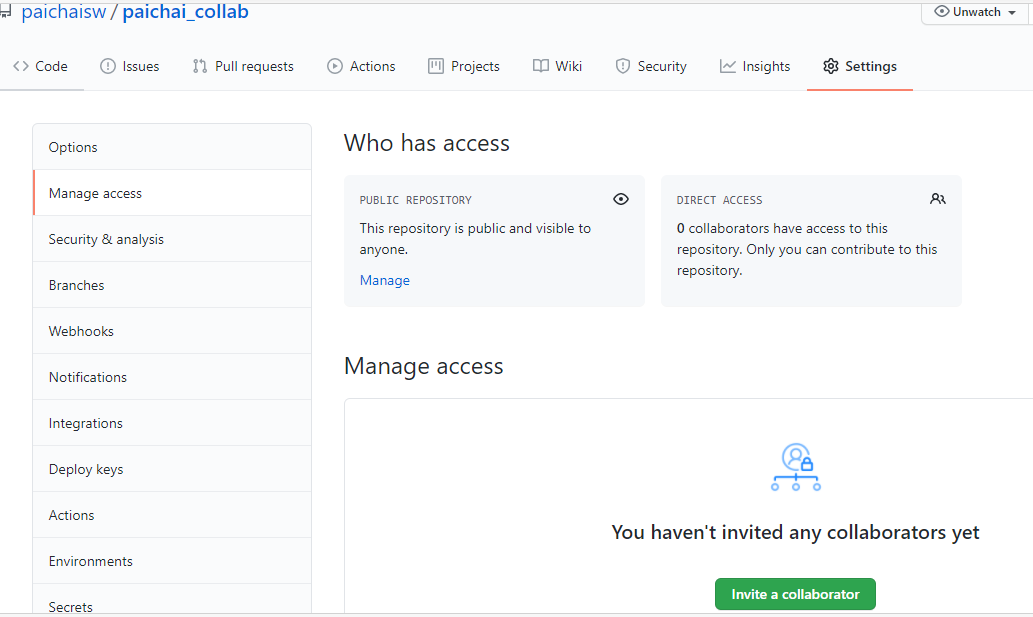 paichaisw / paichai_collab
Unwatch
Code Issues Pull requests Actions Projects Wiki Security Insights Settings
Options
Manage access
Security & analysis
Branches
Webhooks
Notifications
Integrations
Deploy keys
Actions
Environments
Secrets
Who has access
PUBLIC REPOSITORY
This repository is public and visible to
anyone.
Manage
DIRECT ACCESS
0 collaborators have access to this
repository. Only you can contribute to this
repository.
Manage access
You haven't invited any collaborators yet
Invite a collaborator